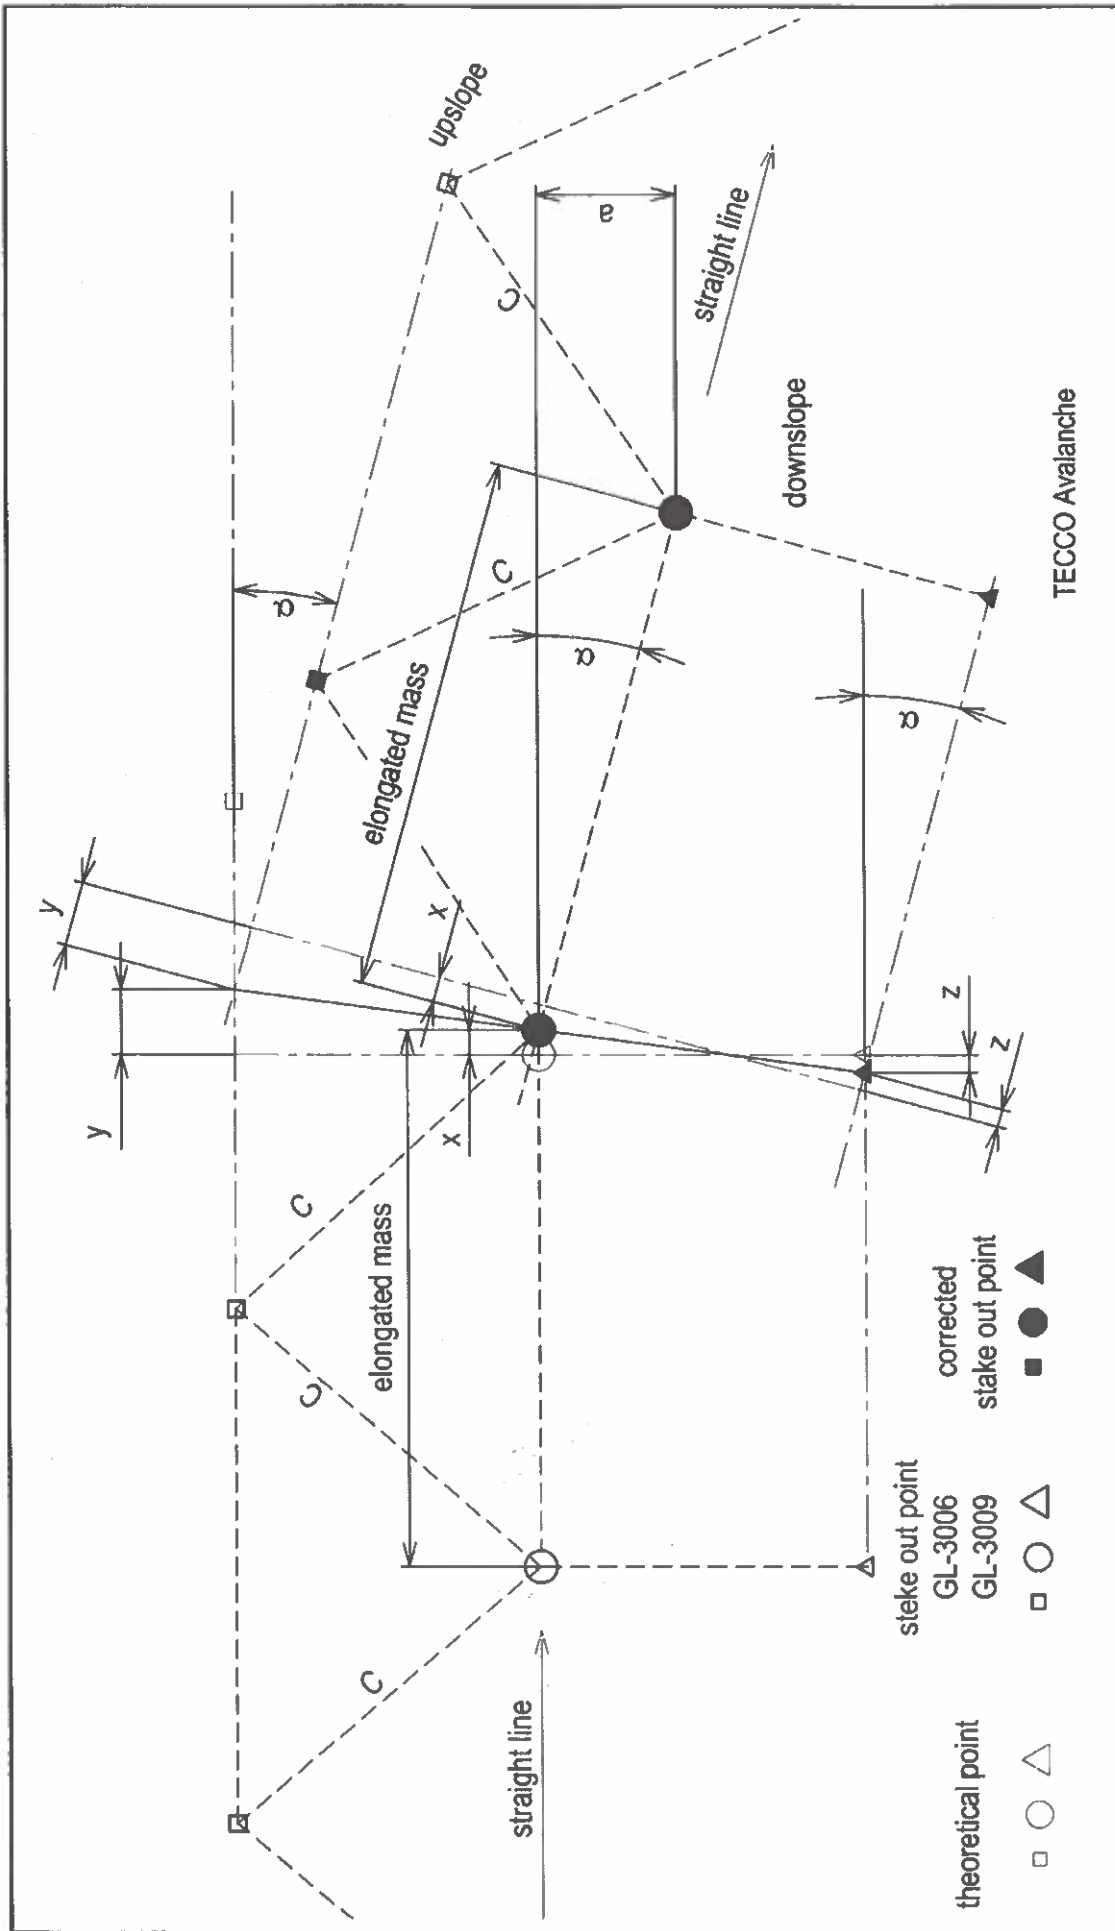 y
y
upslope
a
α
C
straight line
elongated mass
C
α
downslope
x
x
α
z
z
C
elongated mass
C
C
straight line
theoretical point
steke out point
GL-3006
GL-3009
corrected
stake out point
TECCO Avalanche